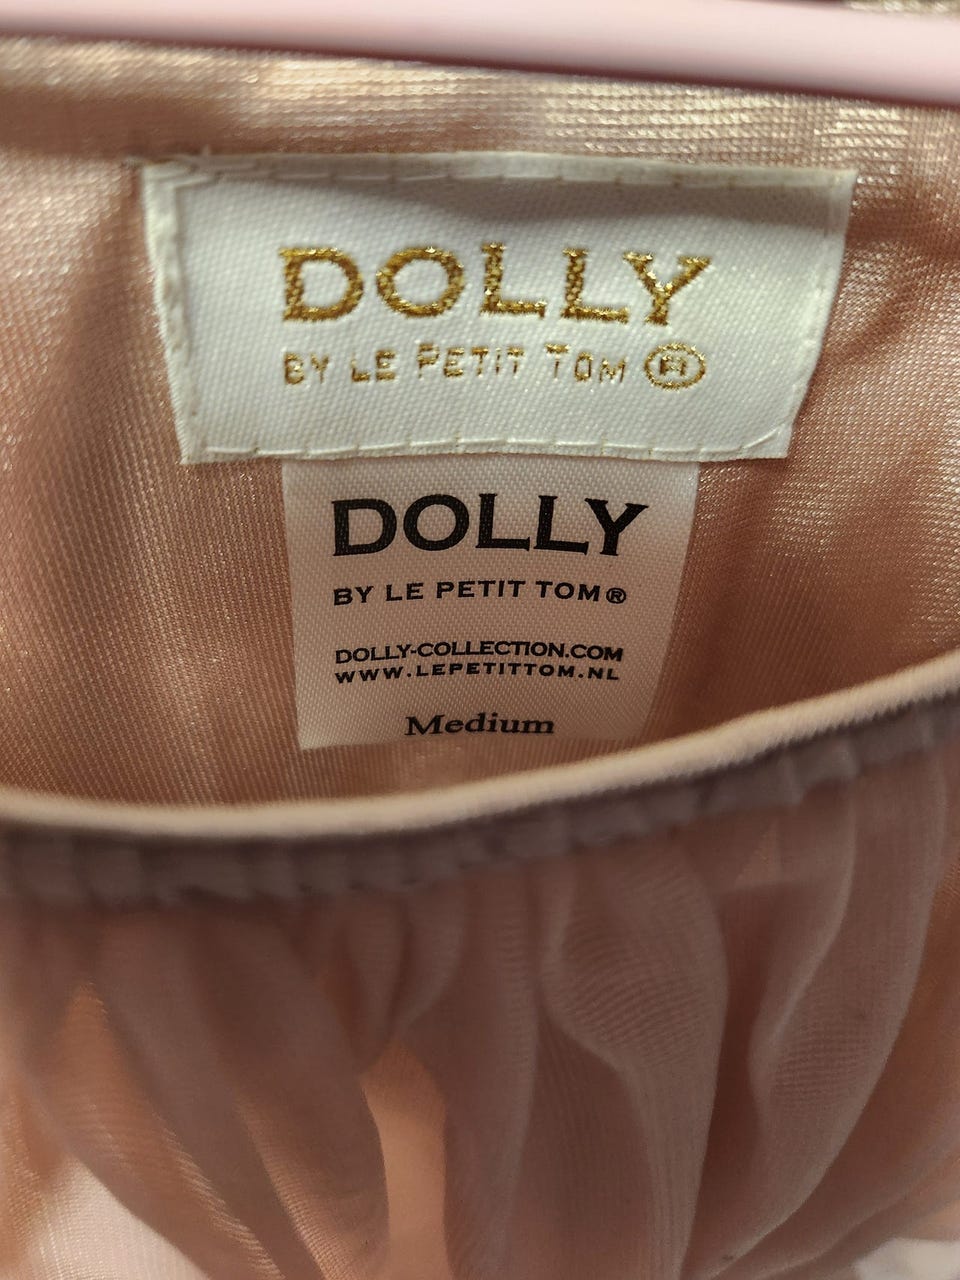 DOLLY
BY LE PETIT TOM ®
DOLLY
BY LE PETIT TOM®
DOLLY-COLLECTION.COM
WWW.LEPETITTOM.NL
Medium